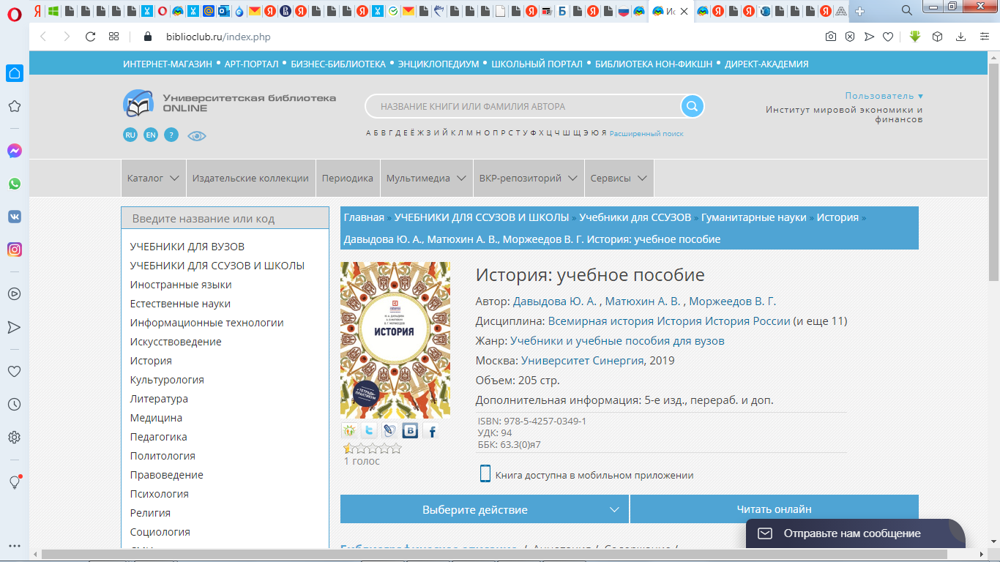 Ис
biblioclub.ru/index.php
ИНТЕРНЕТ-МАГАЗИН • АРТ-ПОРТАЛ • БИЗНЕС-БИБЛИОТЕКА • ЭНЦИКЛОПЕДИУМ • ШКОЛЬНЫЙ ПОРТАЛ • БИБЛИОТЕКА НОН-ФИКШН • ДИРЕКТ-АКАДЕМИЯ
Университетская библиотека
ONLINE
RU EN ?
НАЗВАНИЕ КНИГИ ИЛИ ФАМИЛИЯ АВТОРА
А Б В Г Д Е Ё Ж З И Й К Л М Н О П Р С Т У Ф Х Ц Ч Ш Щ Э Ю Я Расширенный поиск
Пользователь
Институт мировой экономики и
финансов
Каталог Издательские коллекции Периодика Мультимедиа ВКР-репозиторий Сервисы
Введите название или код
УЧЕБНИКИ ДЛЯ ВУЗОВ
УЧЕБНИКИ ДЛЯ ССУЗОВ И ШКОЛЫ
Иностранные языки
Естественные науки
Информационные технологии
Искусствоведение
История
Культурология
Литература
Медицина
Педагогика
Политология
Правоведение
Психология
Религия
Социология
Главная » УЧЕБНИКИ ДЛЯ ССУЗОВ И ШКОЛЫ » Учебники для ССУЗОВ » Гуманитарные науки » История »
Давыдова Ю. А., Матюхин А. В., Моржеедов В. Г. История: учебное пособие
ИСТОРИЯ
+ ТЕТРАДЬ-
ПРАКТИКУМ
1 голос
История: учебное пособие
Автор: Давыдова Ю. А. , Матюхин А. В. , Моржеедов В. Г.
Дисциплина: Всемирная история История История России (и еще 11)
Жанр: Учебники и учебные пособия для вузов
Москва: Университет Синергия, 2019
Объем: 205 стр.
Дополнительная информация: 5-е изд., перераб. и доп.
ISBN: 978-5-4257-0349-1
УДК: 94
ББК: 63.3(0)я7
Книга доступна в мобильном приложении
Выберите действие
Читать онлайн
Отправьте нам сообщение
Библиографическое описание / Аннотация / Содержание /